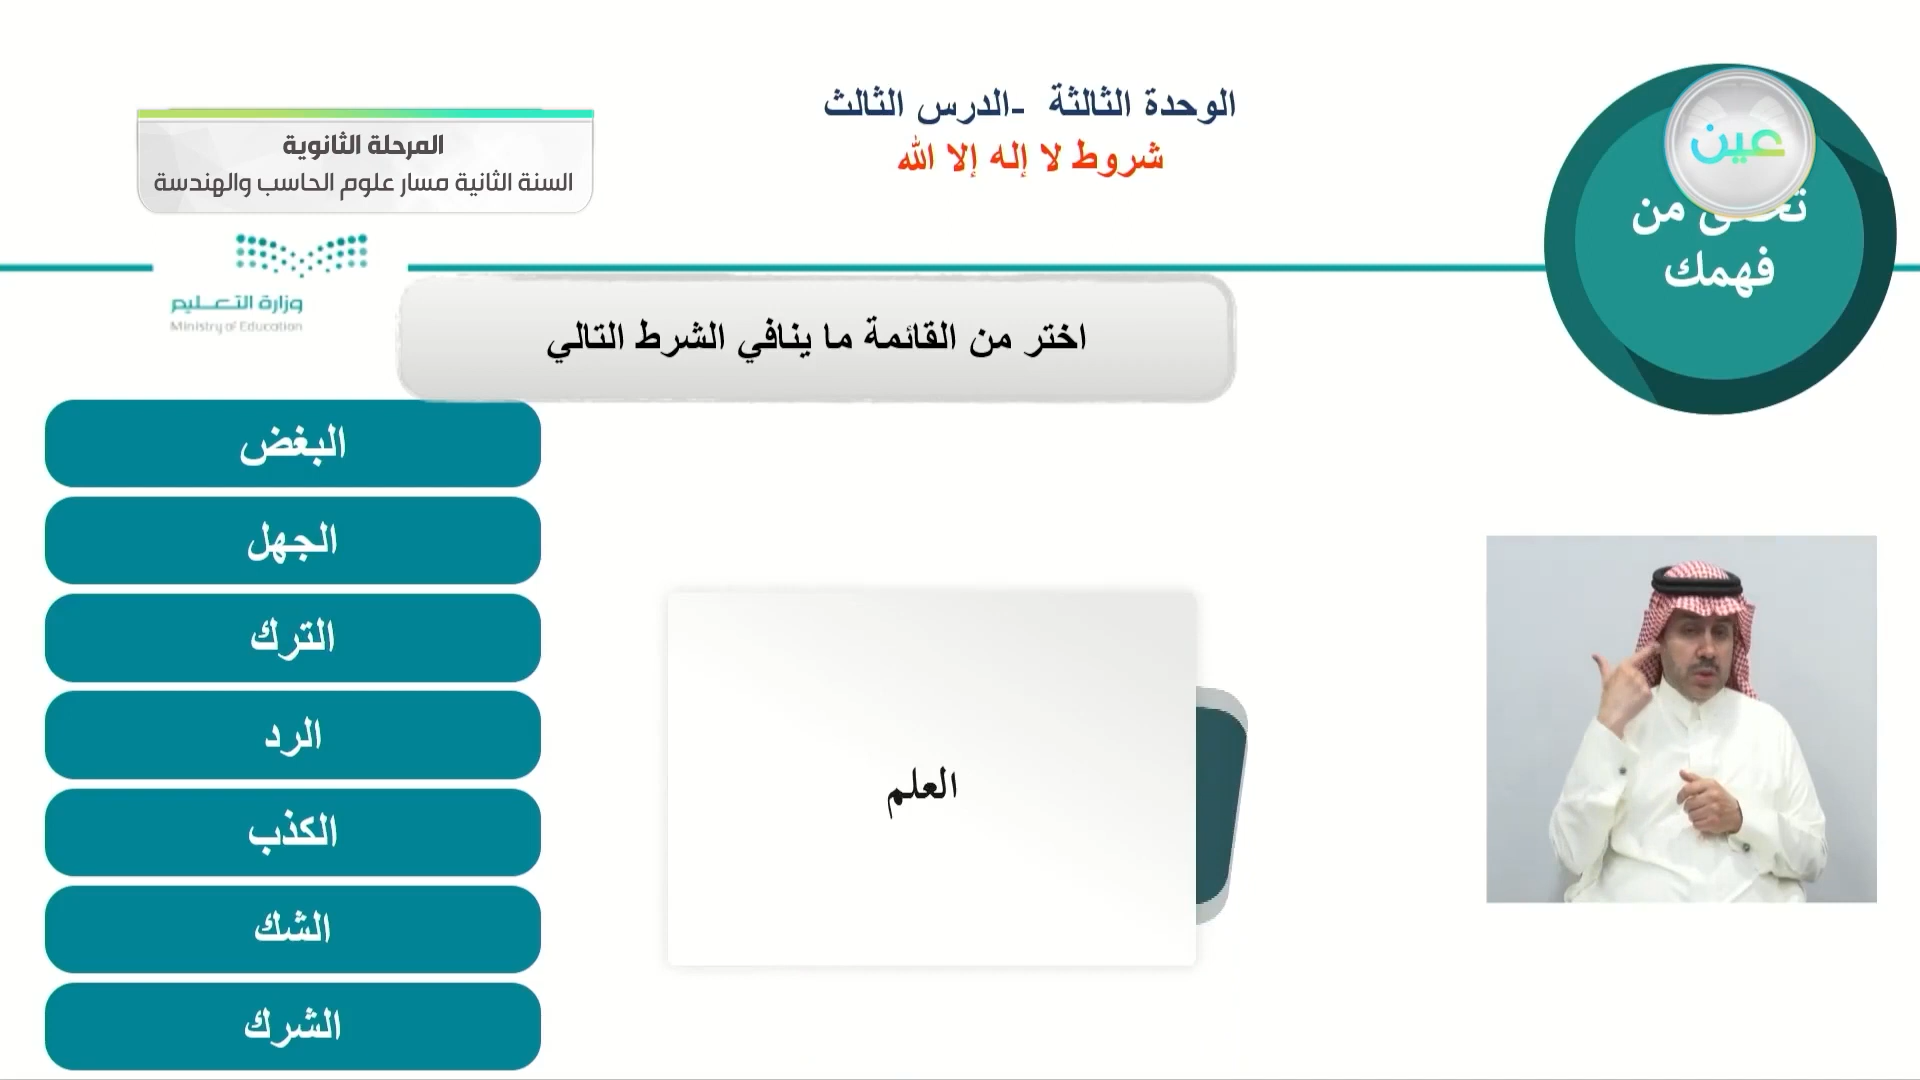 الوحدة الثالثة -الدرس الثالث
شروط لا إله إلا الله
المرحلة الثانوية
السنة الثانية مسار علوم الحاسب والهندسة
عين
من
فهمك
وزارة التعليم
Ministry of Education
اختر من القائمة ما ينافي الشرط التالي
البغض
الجهل
الترك
الرد
الكذب
الشك
الشرك
العلم